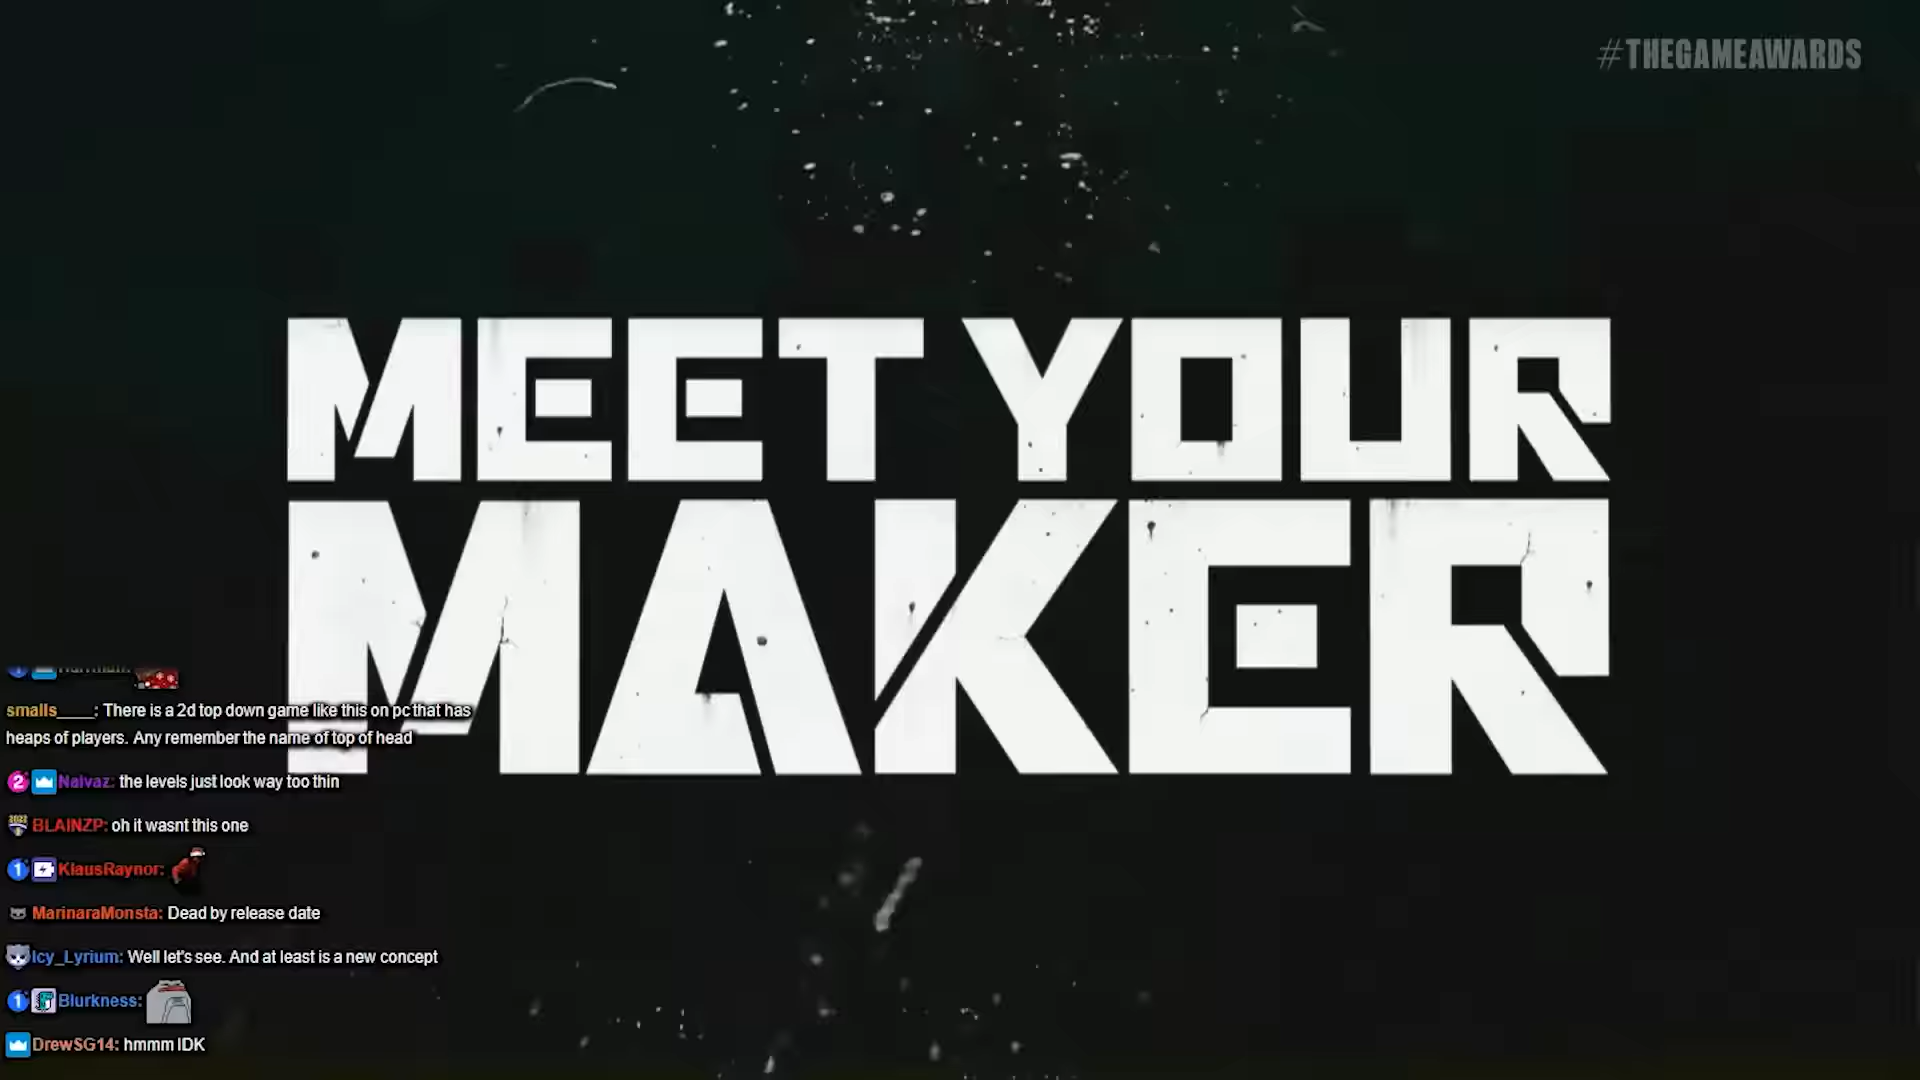 #THEGAMEAWARDS
MEET YOUR
MAKER
smalls____: There is a 2d top down game like this on pc that has
heaps of players. Any remember the name of top of head
2 Naivaz: the levels just look way too thin
BLAINZP: oh it wasnt this one
1 KlausRaynor:
MarinaraMonsta: Dead by release date
Icy_Lyrium: Well let's see. And at least is a new concept
1 Blurkness:
DrewSG14: hmmm IDK